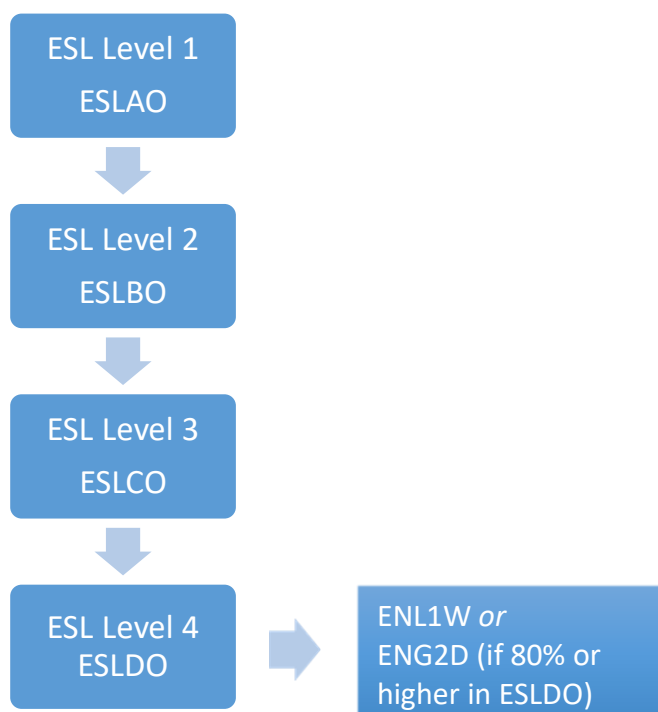 ESL Level 1
ESLAO
ESL Level 2
ESLBO
ESL Level 3
ESLCO
ESL Level 4
ESLDO
ENL1W or
ENG2D (if 80% or
higher in ESLDO)